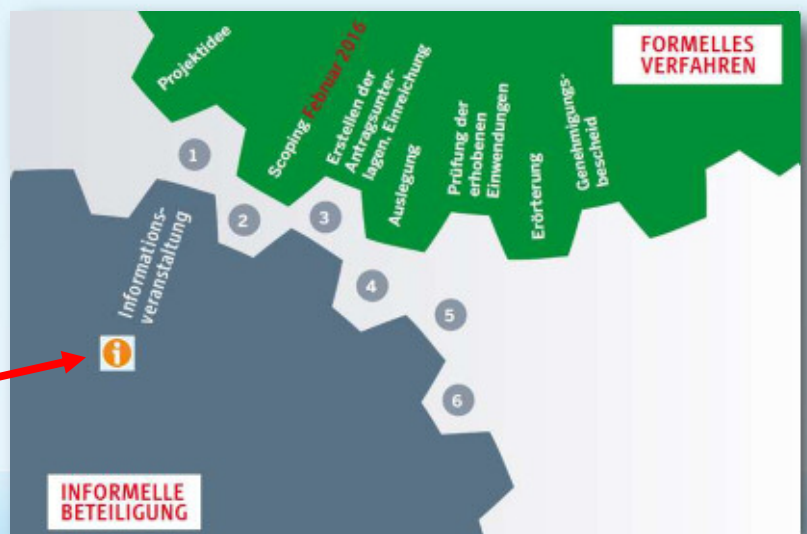 FORMELLES
VERFAHREN
Projektidee
Scoping Februar 2016
Erstellen der
Antragsunter-
lagen, Einreichung
Auslegung
Prüfung der
erhobenen
Einwendungen
Erörterung
Genehmigungs-
bescheid
1
2
3
4
5
6
Informations-
veranstaltung
i
INFORMELLE
BETEILIGUNG